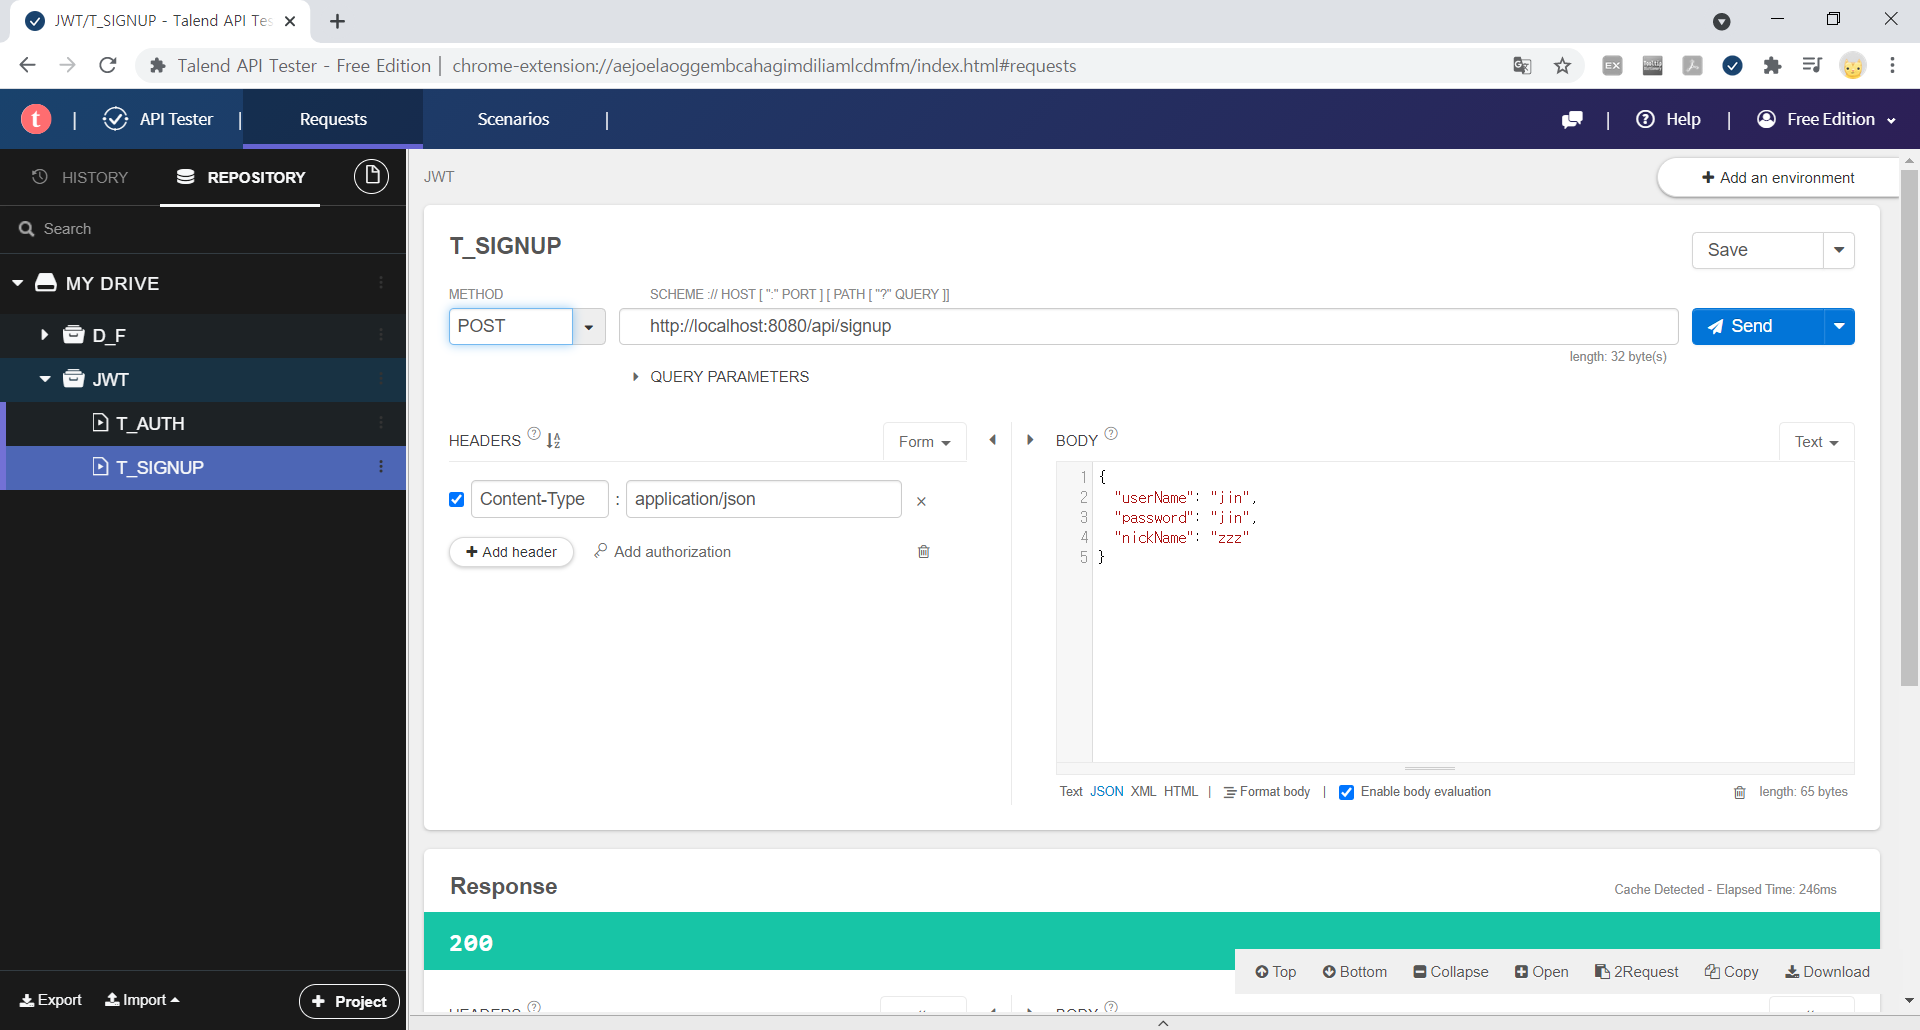 JWT/T_SIGNUP - Talend API Tes
Talend API Tester - Free Edition | chrome-extension://aejoelaoggembcahagimdiliamlcdmfm/index.html#requests
t | API Tester | Requests Scenarios | | Help | Free Edition
HISTORY REPOSITORY
Search
MY DRIVE
D_F
JWT
T_AUTH
T_SIGNUP
Export Import + Project
JWT
+ Add an environment
T_SIGNUP
Save
METHOD SCHEME :// HOST [ ":" PORT ] [ PATH [ "?" QUERY ]]
POST http://localhost:8080/api/signup Send
length: 32 byte(s)
QUERY PARAMETERS
HEADERS ? Form
Content-Type : application/json ×
+ Add header Add authorization
BODY ? Text
1 {
2 "userName": "jin",
3 "password": "jin",
4 "nickName": "zzz"
5 }
Text JSON XML HTML | Format body | Enable body evaluation length: 65 bytes
Response
Cache Detected - Elapsed Time: 246ms
200
Top Bottom Collapse Open 2Request Copy Download
HEADERS ? BODY ?